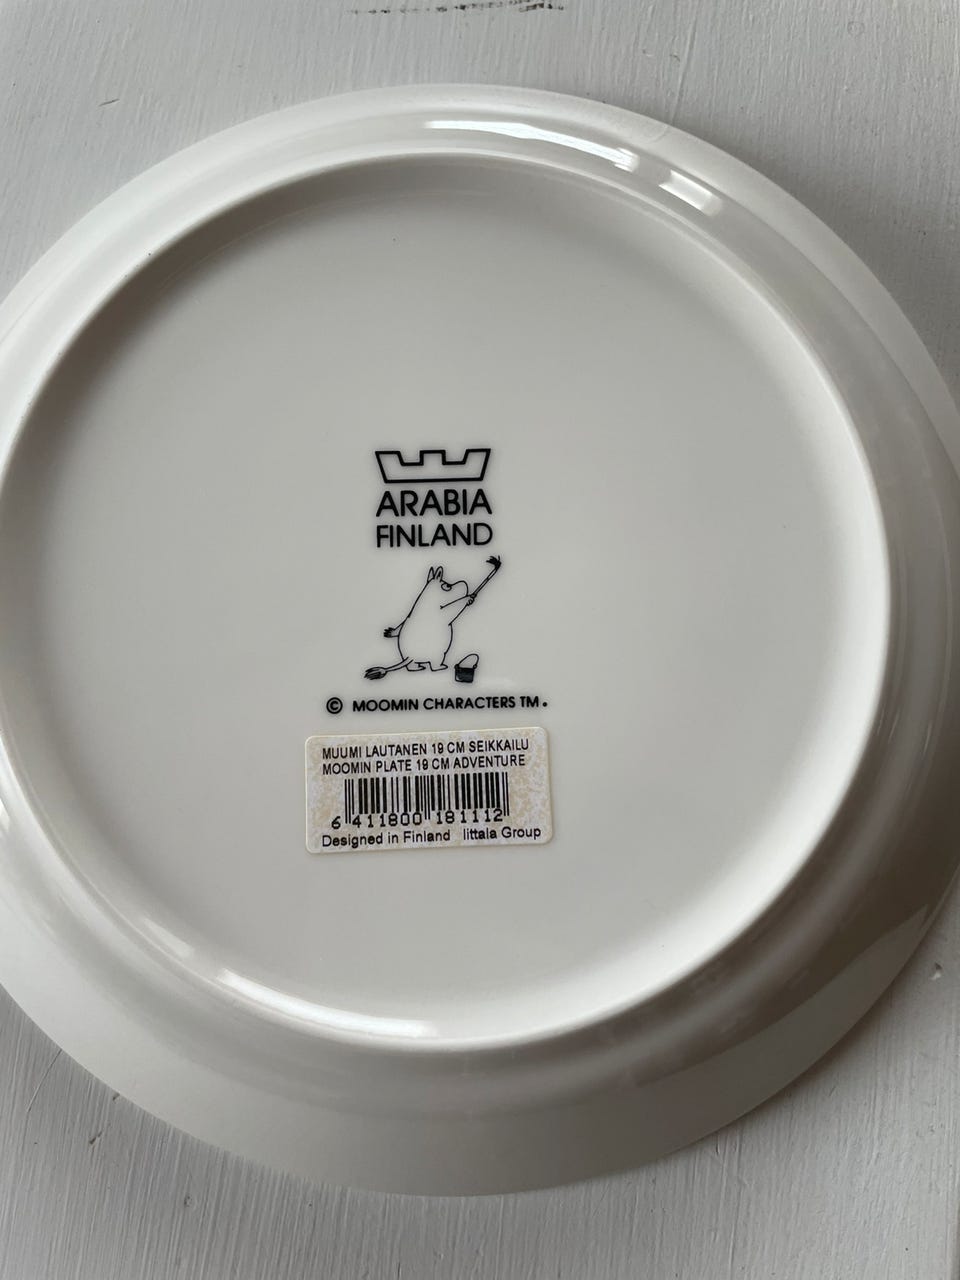 ARABIA
FINLAND
© MOOMIN CHARACTERS TM.
MUUMI LAUTANEN 19 CM SEIKKAILU
MOOMIN PLATE 19 CM ADVENTURE
6 411800 181112
Designed in Finland Iittala Group